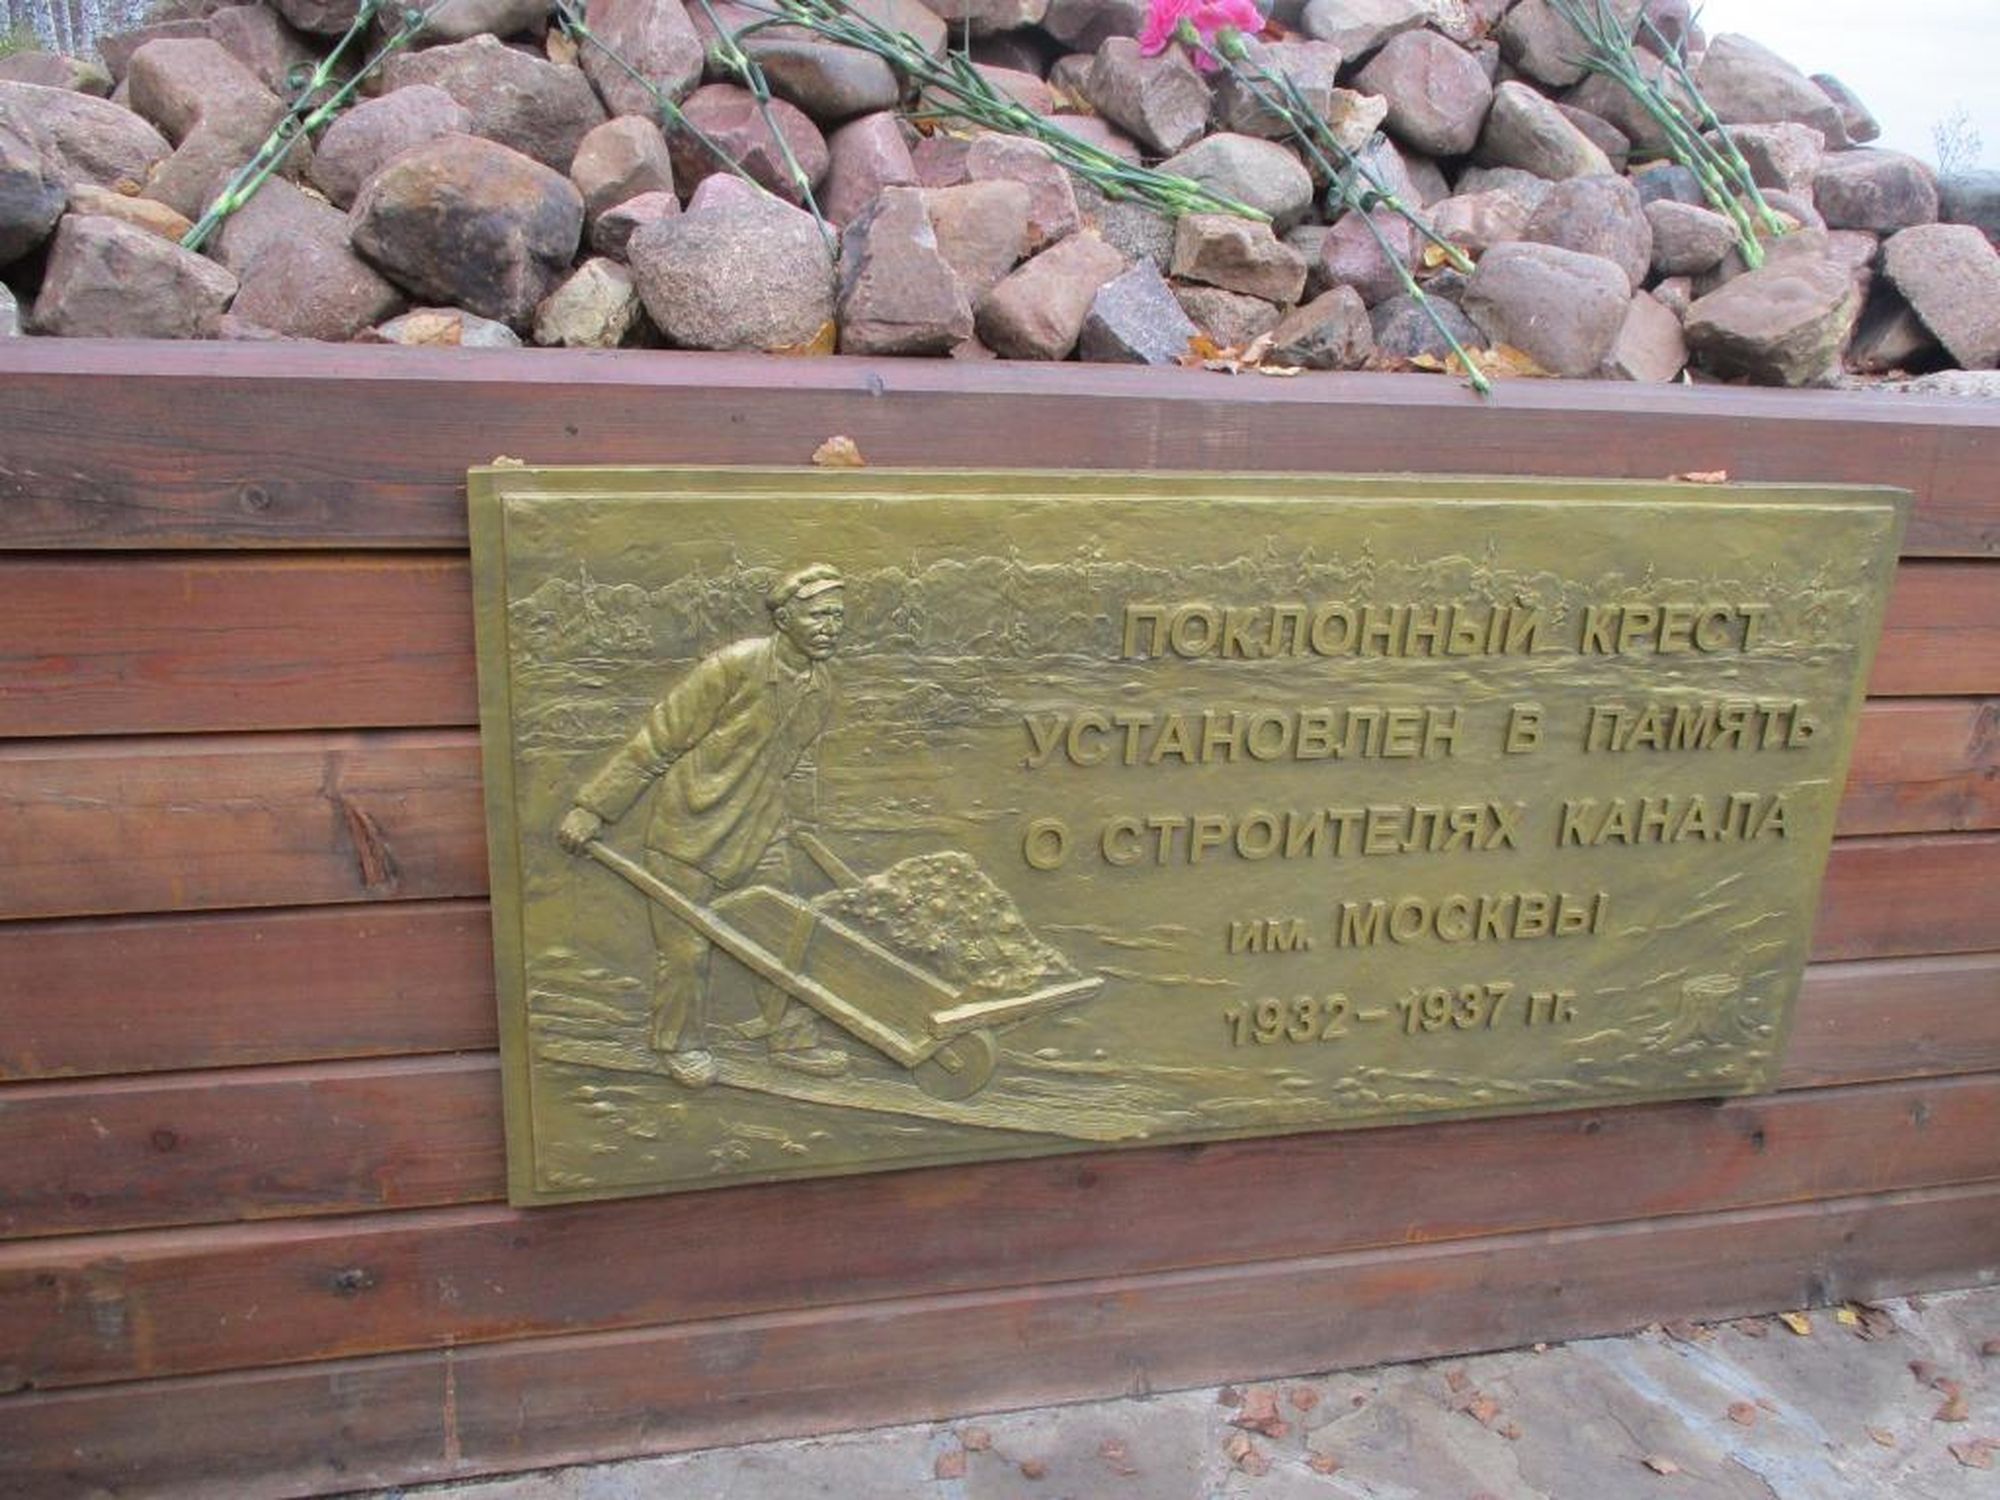 ПОКЛОННЫЙ КРЕСТ
УСТАНОВЛЕН В ПАМЯТЬ
О СТРОИТЕЛЯХ КАНАЛА
им. МОСКВЫ
1932-1937 гг.